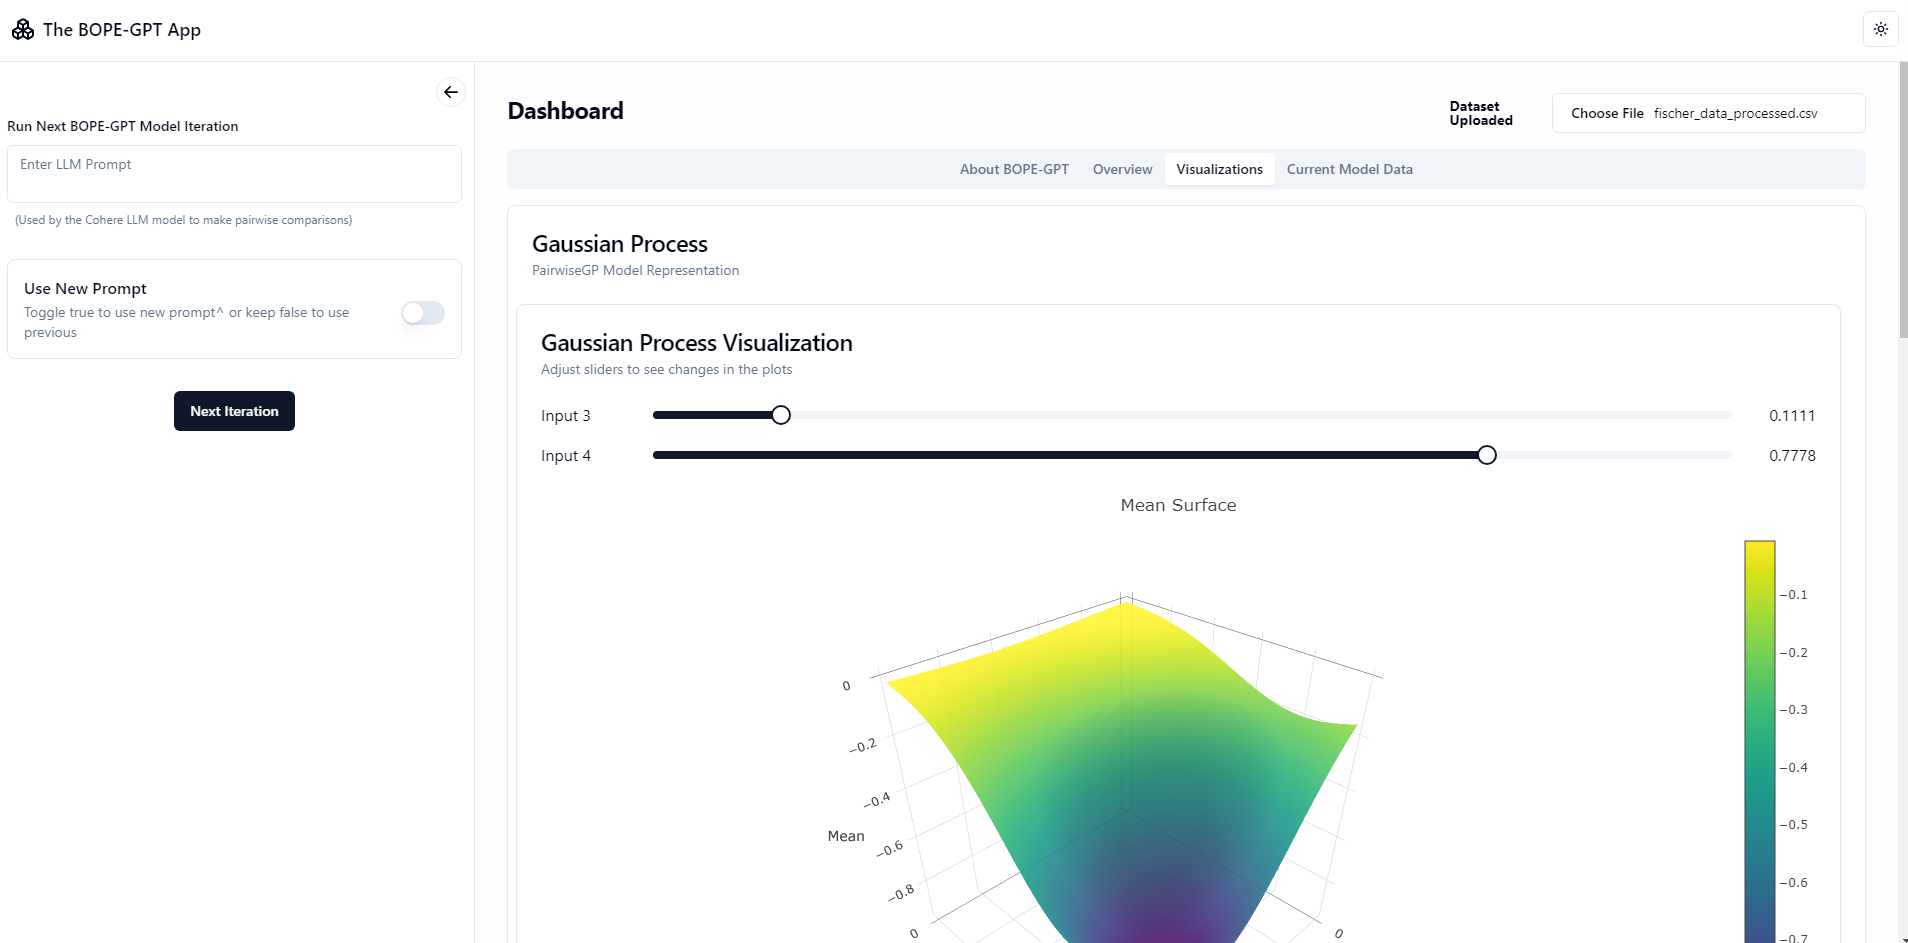 The BOPE-GPT App
Run Next BOPE-GPT Model Iteration
Enter LLM Prompt
(Used by the Cohere LLM model to make pairwise comparisons)
Use New Prompt
Toggle true to use new prompt^ or keep false to use
previous
Next Iteration
Dashboard
Dataset
Uploaded
Choose File fischer_data_processed.csv
About BOPE-GPT Overview Visualizations Current Model Data
Gaussian Process
PairwiseGP Model Representation
Gaussian Process Visualization
Adjust sliders to see changes in the plots
Input 3 0.1111
Input 4 0.7778
Mean Surface
0
−0.2
−0.4
−0.6
−0.8
Mean
0
0
−0.1
−0.2
−0.3
−0.4
−0.5
−0.6
−0.7